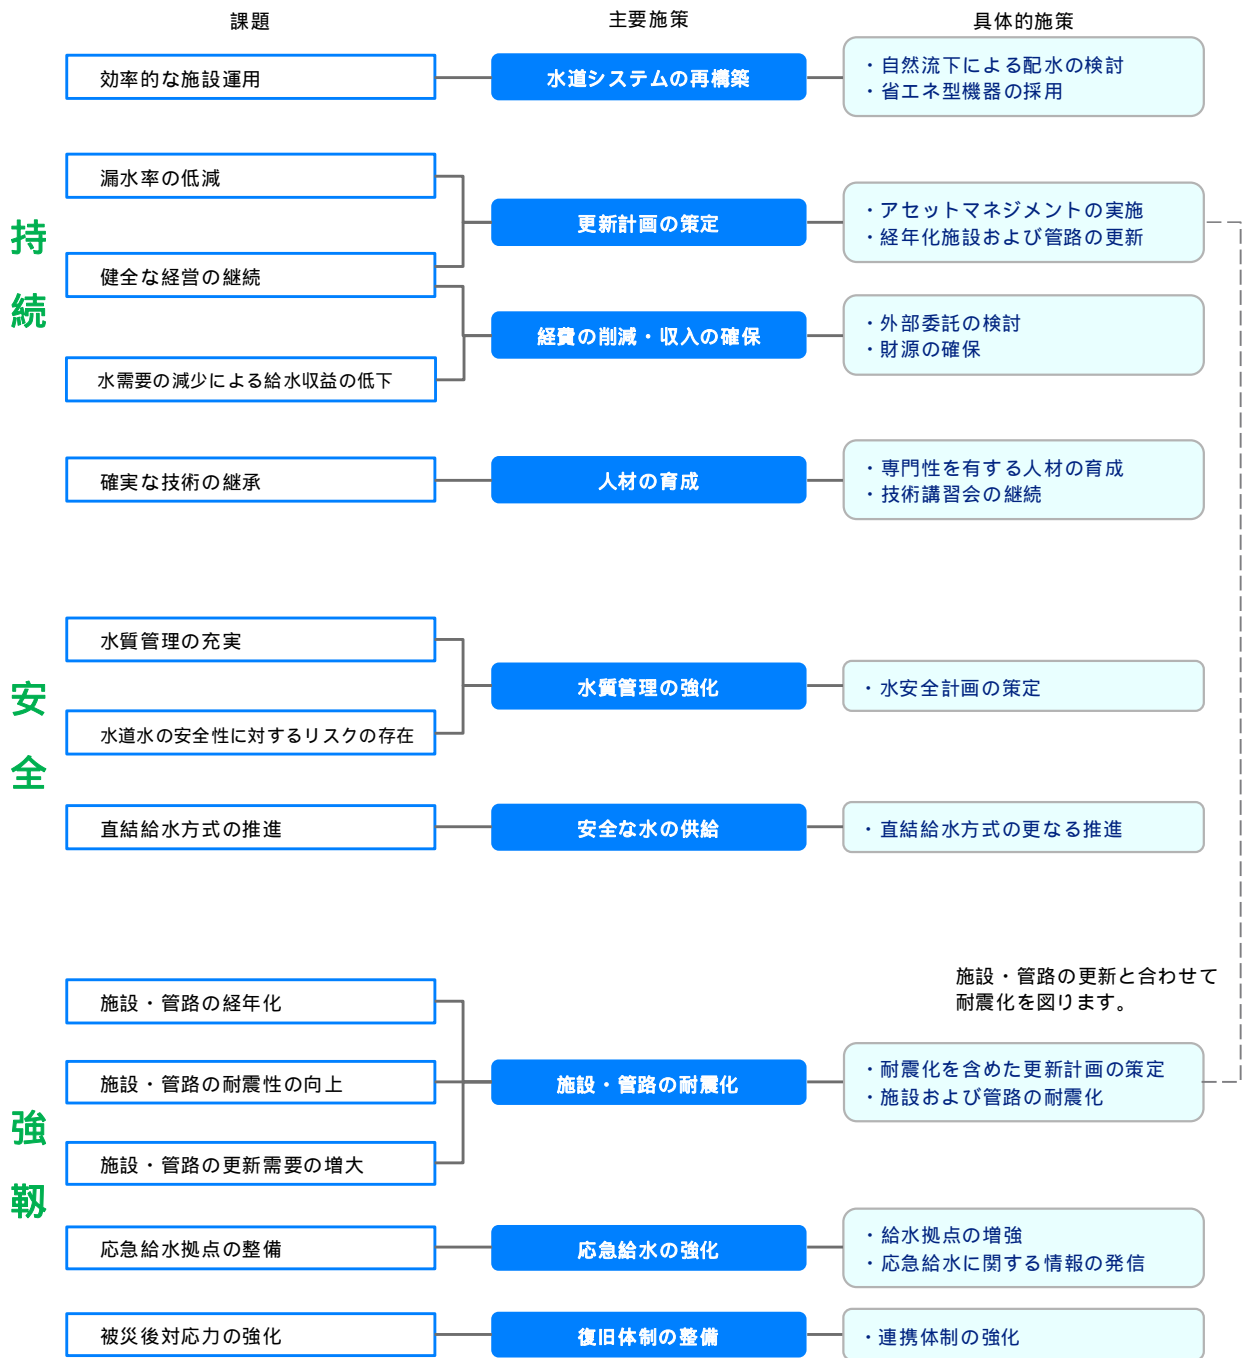 課題 主要施策 具体的施策
持続
効率的な施設運用
水道システムの再構築
・自然流下による配水の検討
・省エネ型機器の採用
漏水率の低減
健全な経営の継続
更新計画の策定
・アセットマネジメントの実施
・経年化施設および管路の更新
水需要の減少による給水収益の低下
経費の削減・収入の確保
・外部委託の検討
・財源の確保
確実な技術の継承
人材の育成
・専門性を有する人材の育成
・技術講習会の継続
安全
水質管理の充実
水道水の安全性に対するリスクの存在
水質管理の強化
・水安全計画の策定
直結給水方式の推進
安全な水の供給
・直結給水方式の更なる推進
強靱
施設・管路の経年化
施設・管路の耐震性の向上
施設・管路の更新需要の増大
施設・管路の耐震化
施設・管路の更新と合わせて
耐震化を図ります。
・耐震化を含めた更新計画の策定
・施設および管路の耐震化
応急給水拠点の整備
応急給水の強化
・給水拠点の増強
・応急給水に関する情報の発信
被災後対応力の強化
復旧体制の整備
・連携体制の強化